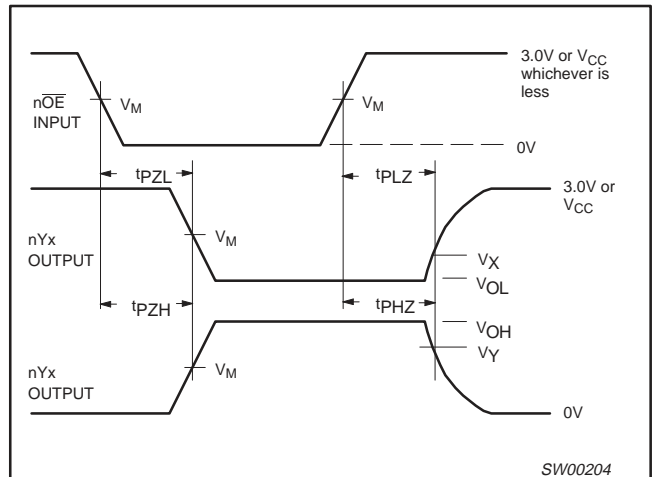 3.0V or VCC
whichever is
less
nOE
INPUT
VM
VM
0V
tPZL
tPLZ
3.0V or
VCC
nYx
OUTPUT
VM
VX
VOL
tPZH
tPHZ
VOH
VY
nYx
OUTPUT
VM
0V
SW00204